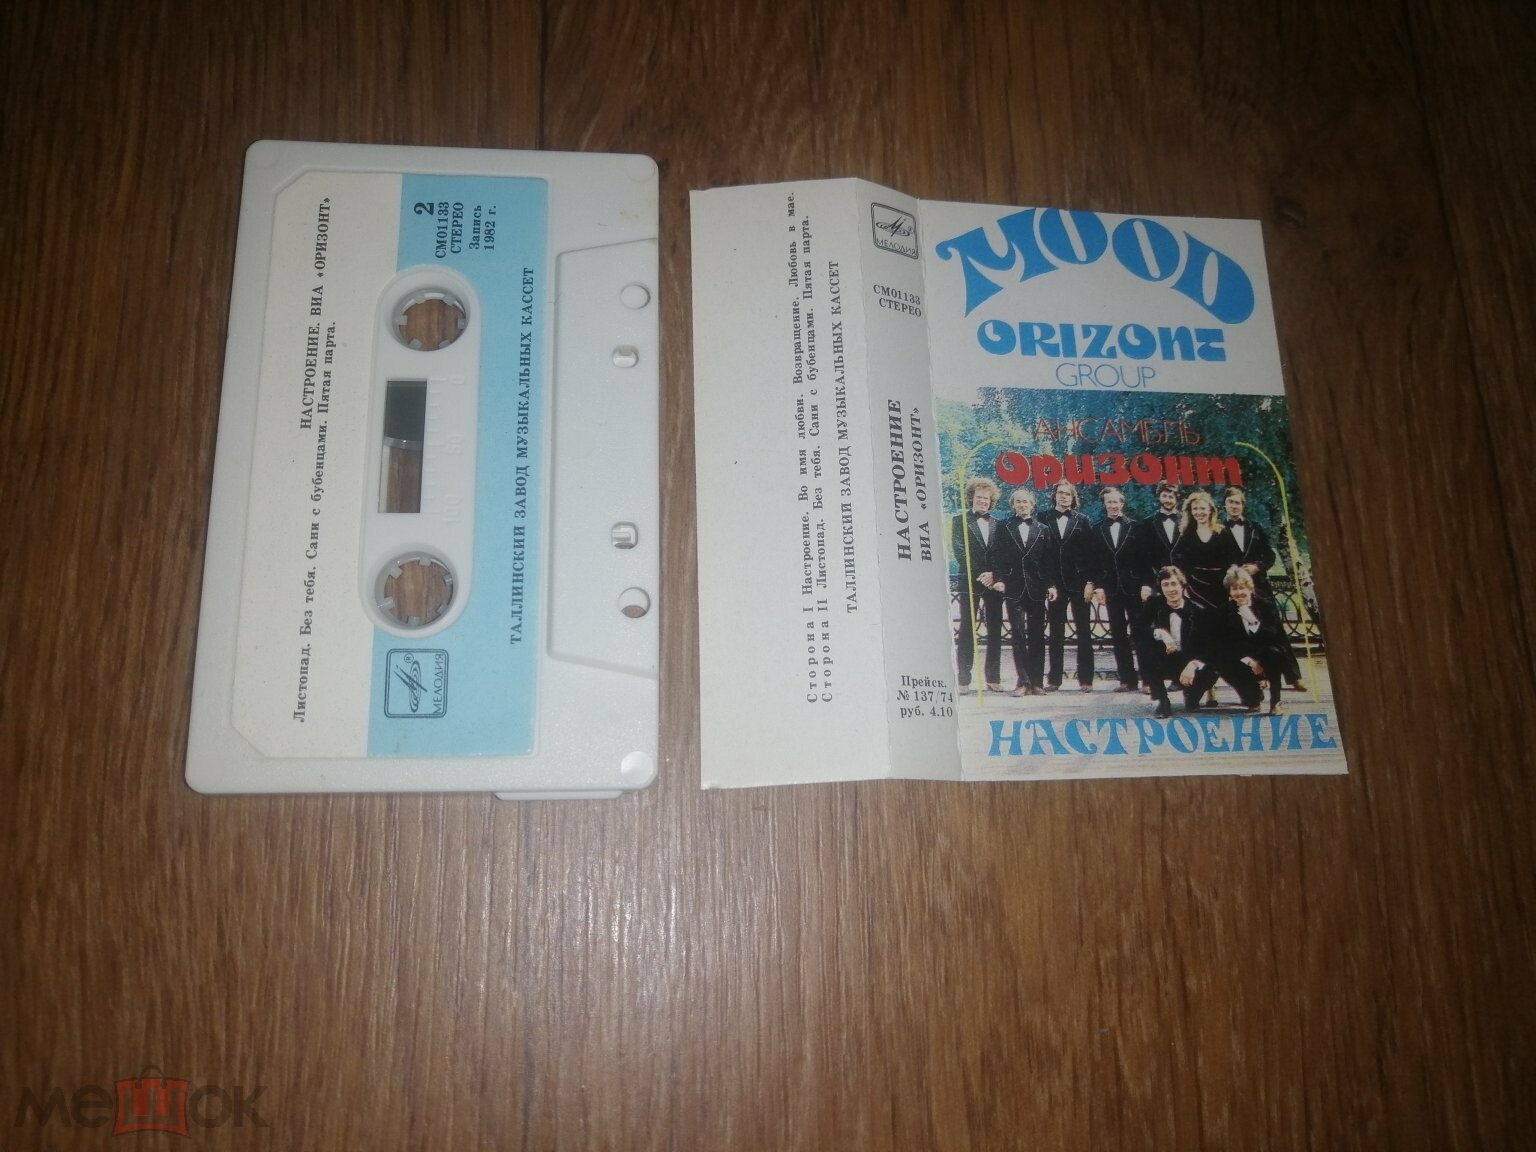 НАСТРОЕНИЕ. ВИА «ОРИЗОНТ»
Листопад. Без тебя. Сани с бубенцами. Пятая парта.
2
СМ01133
СТЕРЕО
Запись
1982 г.
МЕЛОДИЯ
ТАЛЛИНСКИЙ ЗАВОД МУЗЫКАЛЬНЫХ КАССЕТ
100 50 0
Сторона I Настроение. Во имя любви. Возвращение. Любовь в мае.
Сторона II Листопад. Без тебя. Сани с бубенцами. Пятая парта.
ТАЛЛИНСКИЙ ЗАВОД МУЗЫКАЛЬНЫХ КАССЕТ
МЕЛОДИЯ
СМ01133
СТЕРЕО
НАСТРОЕНИЕ
ВИА «ОРИЗОНТ»
Прейск.
№ 137/74
руб. 4.10
MOOD
ORIZONT
GROUP
АНСАМБЛЬ
ОРИЗОНТ
НАСТРОЕНИЕ
мешок